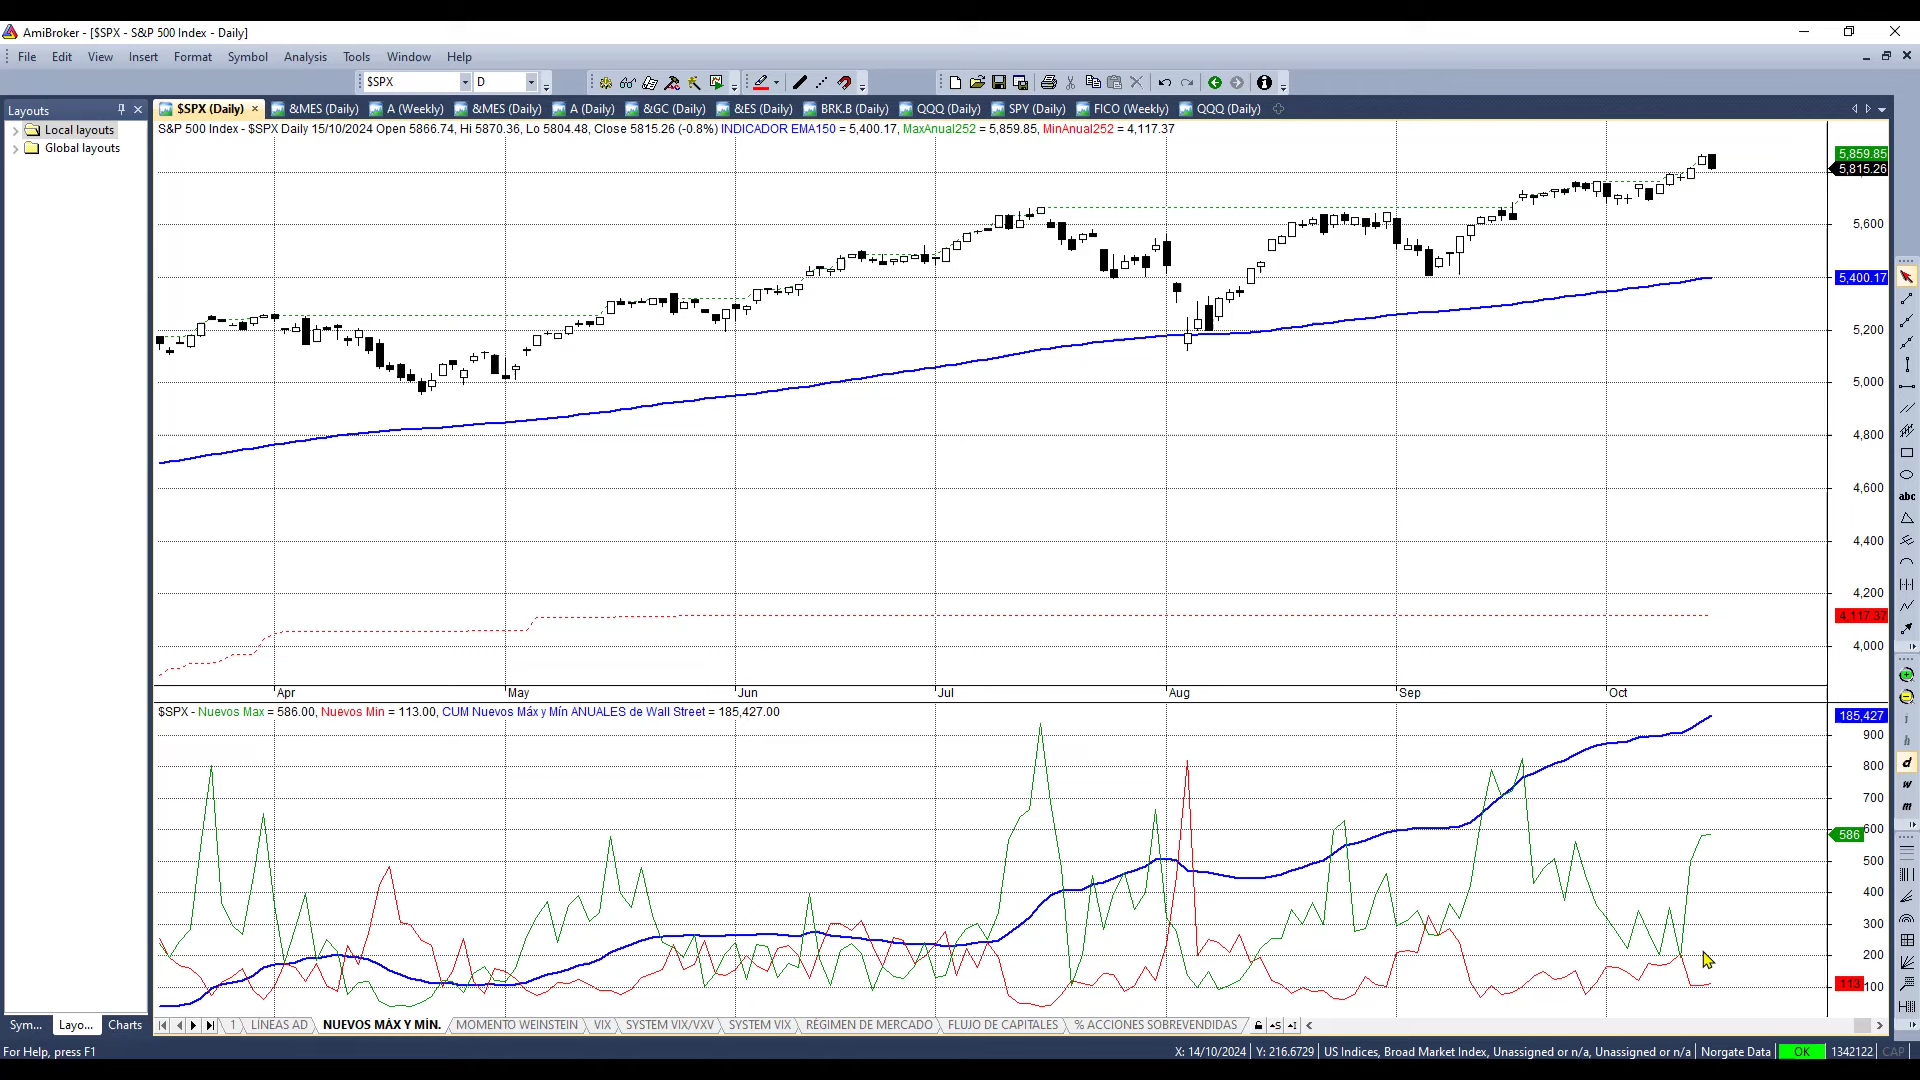 AmiBroker - [$SPX - S&P 500 Index - Daily]
File Edit View Insert Format Symbol Analysis Tools Window Help
$SPX D
Layouts
$SPX (Daily) &MES (Daily) A (Weekly) &MES (Daily) A (Daily) &GC (Daily) &ES (Daily) BRK.B (Daily) QQQ (Daily) SPY (Daily) FICO (Weekly) QQQ (Daily)
Local layouts
Global layouts
S&P 500 Index - $SPX Daily 15/10/2024 Open 5866.74, Hi 5870.36, Lo 5804.48, Close 5815.26 (-0.8%) INDICADOR EMA150 = 5,400.17, MaxAnual252 = 5,859.85, MinAnual252 = 4,117.37
5,859.85
5,815.26
5,600
5,400.17
5,200
5,000
4,800
4,600
4,400
4,200
4,117.37
4,000
Apr May Jun Jul Aug Sep Oct
$SPX - Nuevos Max = 586.00, Nuevos Min = 113.00, CUM Nuevos Máx y Mín ANUALES de Wall Street = 185,427.00
185,427
900
800
700
600
586
500
400
300
200
113
100
abc
i
h
d
w
m
Sym... Layo... Charts
1 LÍNEAS AD NUEVOS MÁX Y MÍN. MOMENTO WEINSTEIN VIX SYSTEM VIX/VXV SYSTEM VIX RÉGIMEN DE MERCADO FLUJO DE CAPITALES % ACCIONES SOBREVENDIDAS
For Help, press F1
X: 14/10/2024 Y: 216.6729 US Indices, Broad Market Index, Unassigned or n/a, Unassigned or n/a Norgate Data OK 1342122 CAP